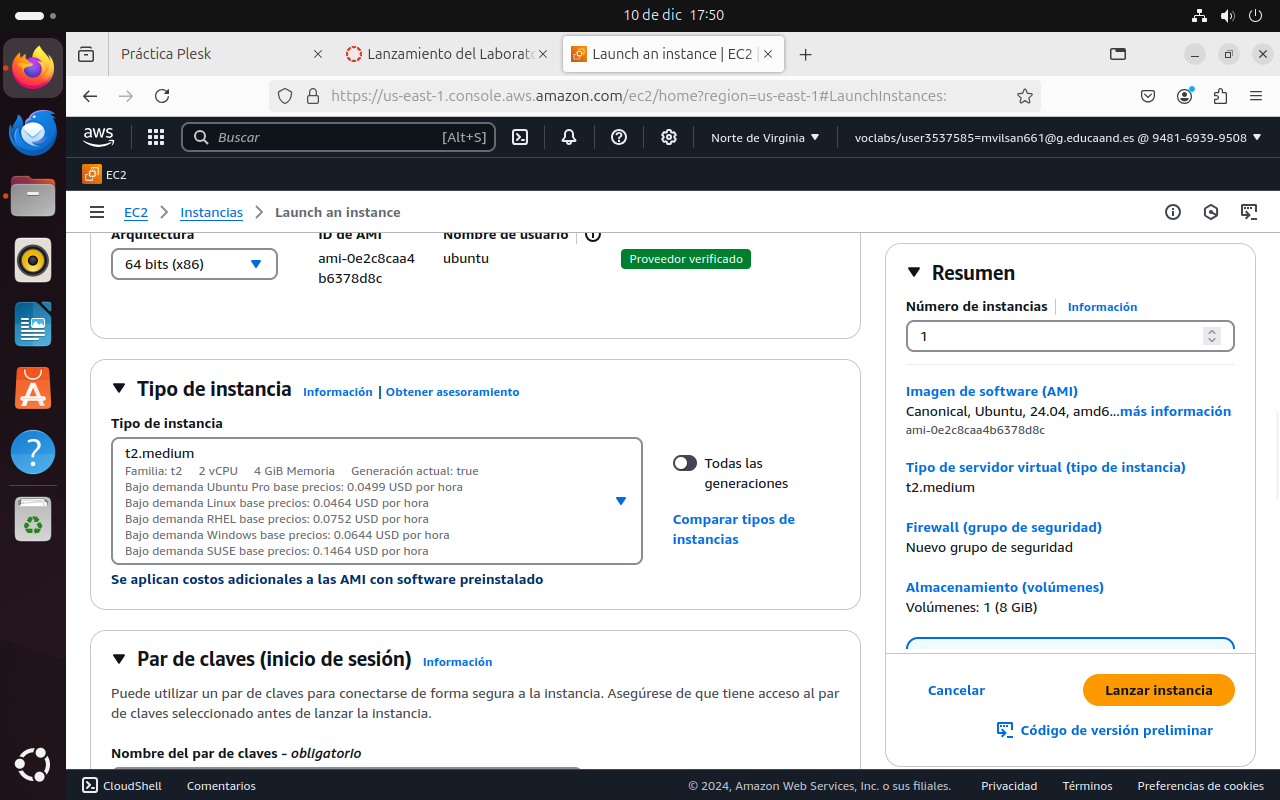 10 de dic 17:50
Práctica Plesk
Lanzamiento del Laborato
Launch an instance | EC2 |
https://us-east-1.console.aws.amazon.com/ec2/home?region=us-east-1#LaunchInstances:
aws
Buscar
[Alt+S]
Norte de Virginia
voclabs/user3537585=mvilsan661@g.educaand.es @ 9481-6939-9508
EC2
EC2
Instancias
Launch an instance
Arquitectura
ID de AMI
Nombre de usuario
64 bits (x86)
ami-0e2c8caa4
b6378d8c
ubuntu
Proveedor verificado
Tipo de instancia
Información | Obtener asesoramiento
Tipo de instancia
t2.medium
Familia: t2 2 vCPU 4 GiB Memoria Generación actual: true
Bajo demanda Ubuntu Pro base precios: 0.0499 USD por hora
Bajo demanda Linux base precios: 0.0464 USD por hora
Bajo demanda RHEL base precios: 0.0752 USD por hora
Bajo demanda Windows base precios: 0.0644 USD por hora
Bajo demanda SUSE base precios: 0.1464 USD por hora
Todas las
generaciones
Comparar tipos de
instancias
Se aplican costos adicionales a las AMI con software preinstalado
Par de claves (inicio de sesión)
Información
Puede utilizar un par de claves para conectarse de forma segura a la instancia. Asegúrese de que tiene acceso al par
de claves seleccionado antes de lanzar la instancia.
Nombre del par de claves - obligatorio
Resumen
Número de instancias
Información
1
Imagen de software (AMI)
Canonical, Ubuntu, 24.04, amd6...más información
ami-0e2c8caa4b6378d8c
Tipo de servidor virtual (tipo de instancia)
t2.medium
Firewall (grupo de seguridad)
Nuevo grupo de seguridad
Almacenamiento (volúmenes)
Volúmenes: 1 (8 GiB)
Cancelar
Lanzar instancia
Código de versión preliminar
CloudShell
Comentarios
© 2024, Amazon Web Services, Inc. o sus filiales.
Privacidad
Términos
Preferencias de cookies